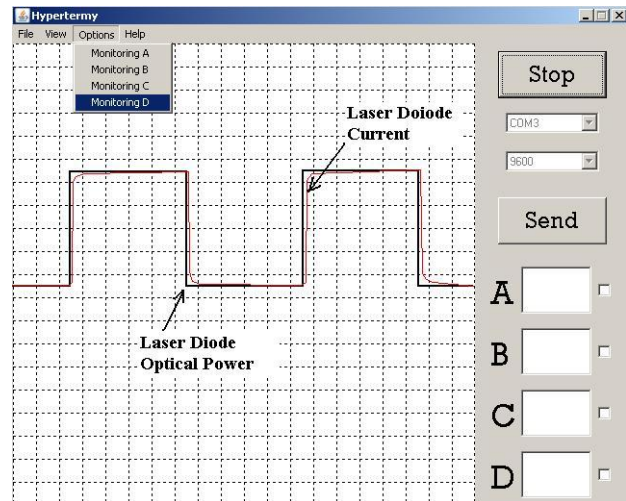 Hypertermy
File View Options Help
Monitoring A
Monitoring B
Monitoring C
Monitoring D
Laser Doiode
Current
Laser Diode
Optical Power
Stop
COM3
9600
Send
A
B
C
D